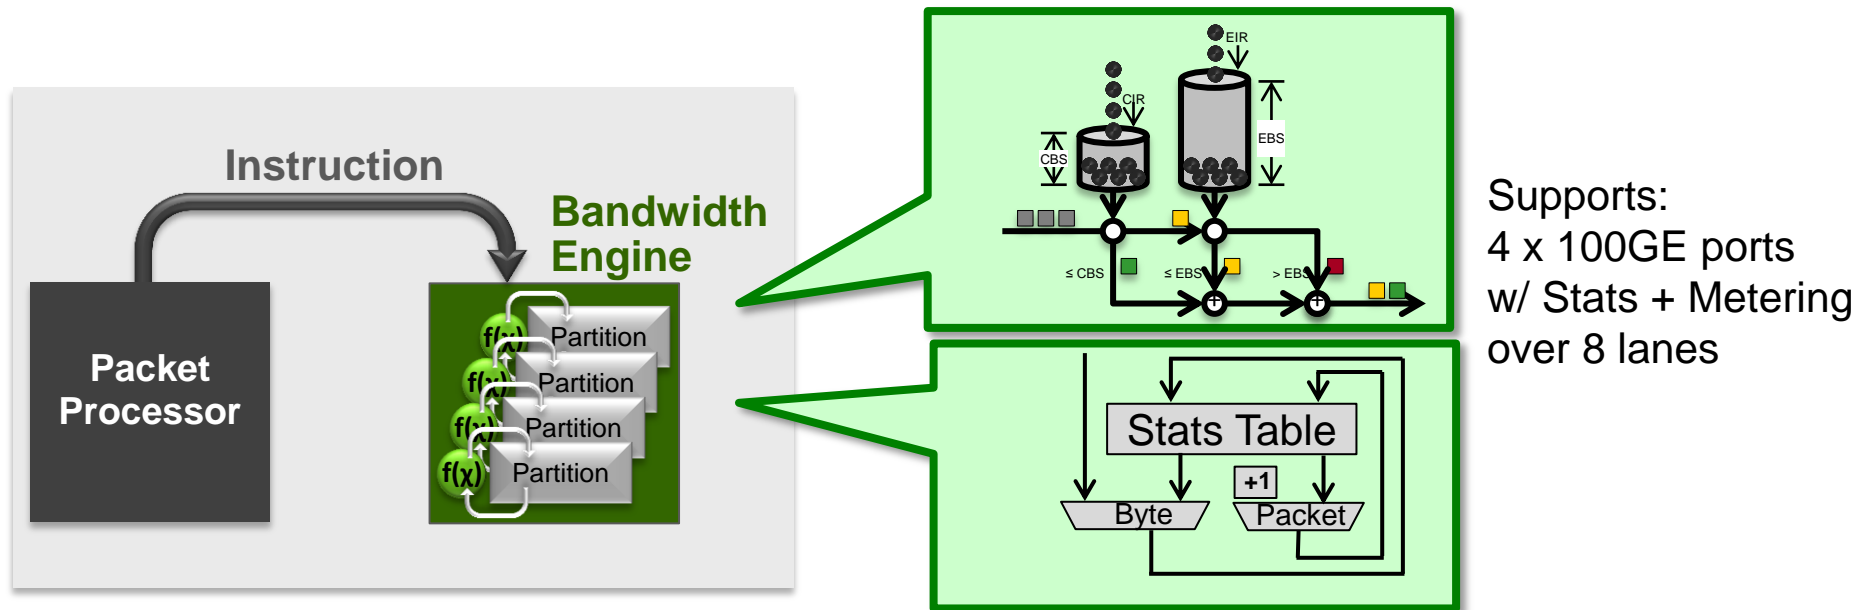 Instruction
Bandwidth
Engine
Packet
Processor
f(χ)
Partition
f(χ)
Partition
f(χ)
Partition
f(χ)
Partition
EIR
CIR
CBS
EBS
≤ CBS
≤ EBS
> EBS
+
+
Stats Table
+1
Byte
Packet
Supports:
4 x 100GE ports
w/ Stats + Metering
over 8 lanes